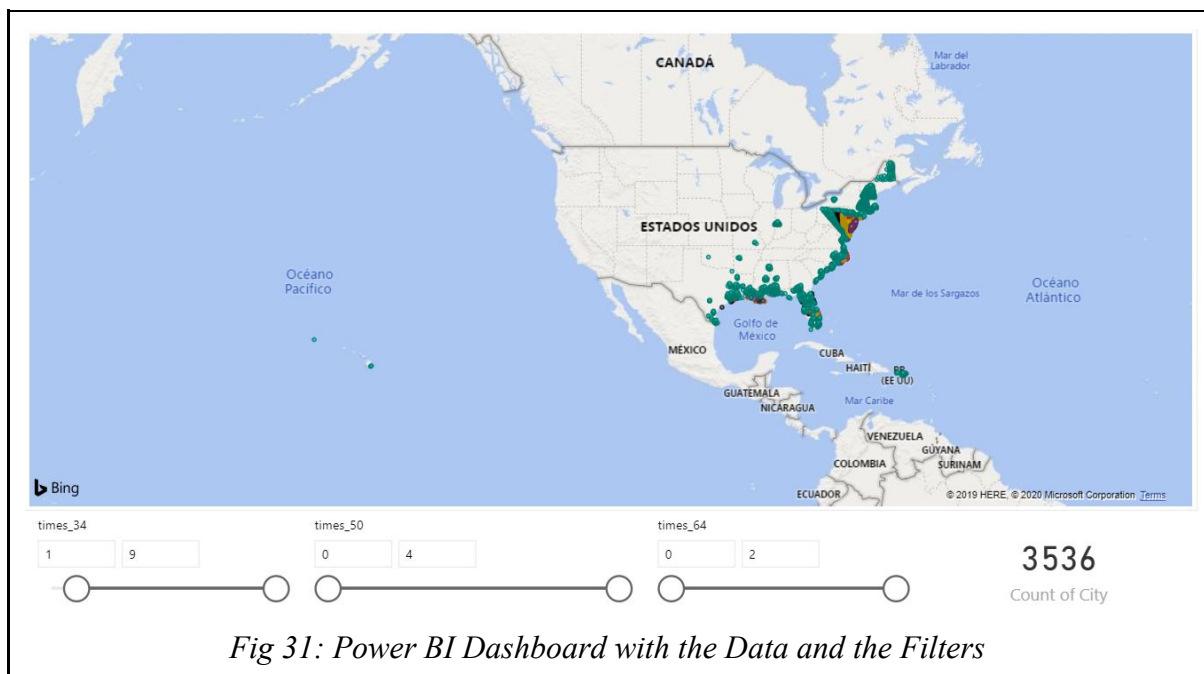 CANADÁ
Mar del
Labrador
ESTADOS UNIDOS
Océano
Pacífico
Mar de los Sargazos
Océano
Atlántico
Golfo de
México
MÉXICO
CUBA
HAITÍ
PR
(EE UU)
GUATEMALA
Mar Caribe
NICARAGUA
VENEZUELA
GUYANA
COLOMBIA
SURINAM
ECUADOR
Bing
© 2019 HERE, © 2020 Microsoft Corporation Terms
times_34
times_50
times_64
1 9
0 4
0 2
3536
Count of City
Fig 31: Power BI Dashboard with the Data and the Filters